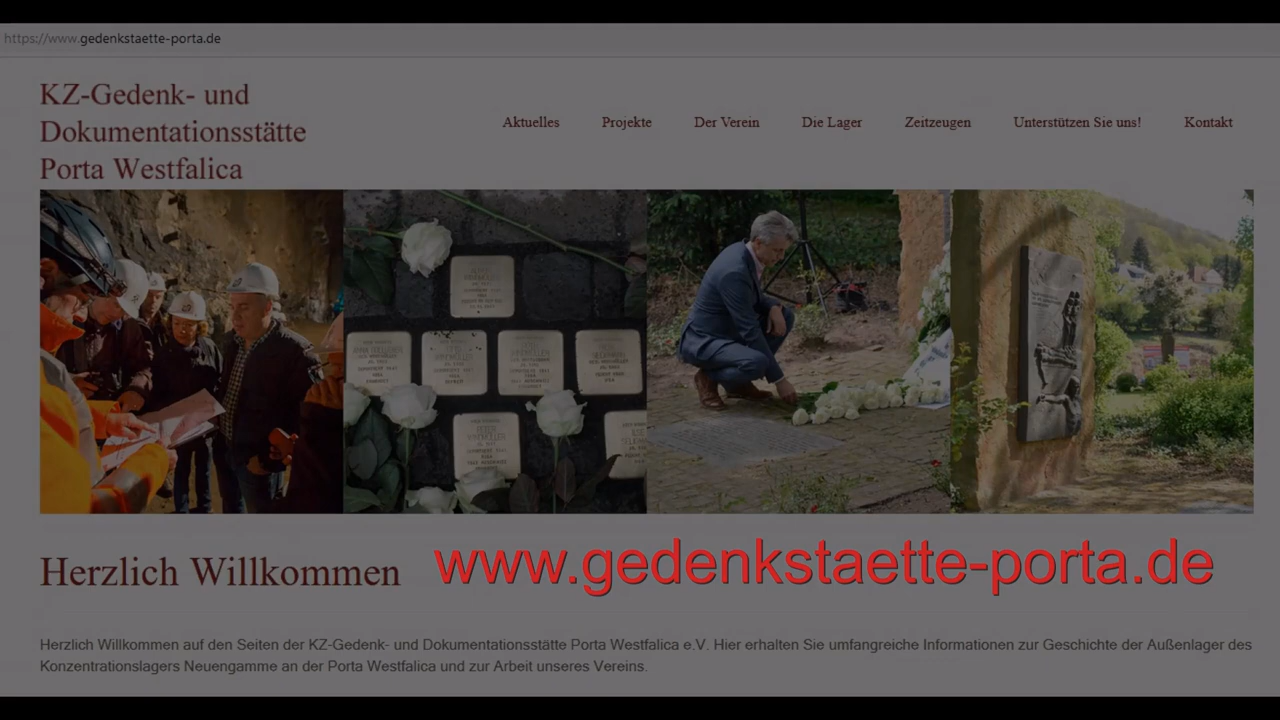 https://www.gedenkstaette-porta.de
KZ-Gedenk- und
Dokumentationsstätte
Porta Westfalica
Aktuelles Projekte Der Verein Die Lager Zeitzeugen Unterstützen Sie uns! Kontakt
Herzlich Willkommen
www.gedenkstaette-porta.de
Herzlich Willkommen auf den Seiten der KZ-Gedenk- und Dokumentationsstätte Porta Westfalica e.V. Hier erhalten Sie umfangreiche Informationen zur Geschichte der Außenlager des
Konzentrationslagers Neuengamme an der Porta Westfalica und zur Arbeit unseres Vereins.